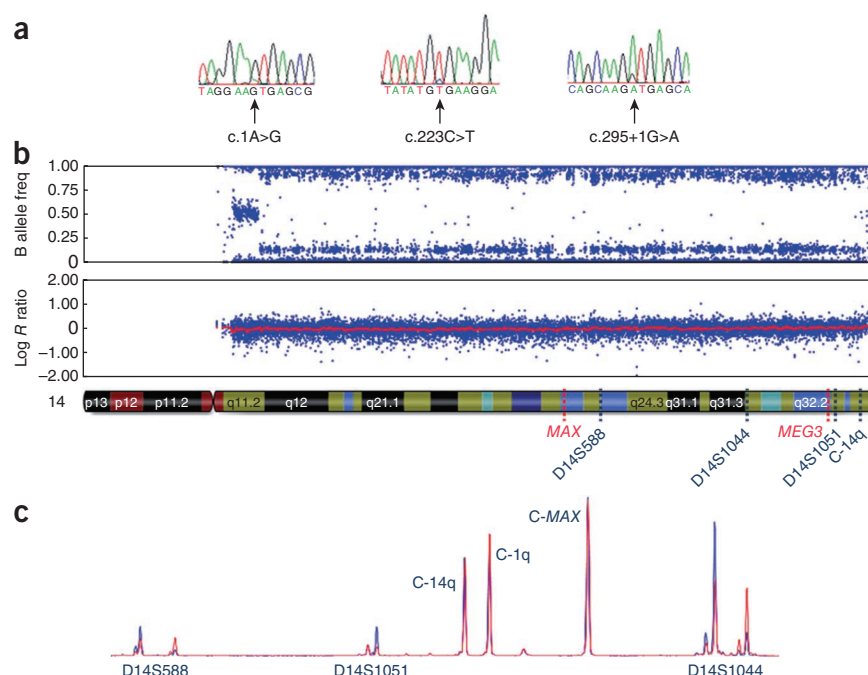 a
TAGGAAGTGAGCG
TATATGTGAAGGA
CAGCAAGATGAGCA
c.1A>G
c.223C>T
c.295+1G>A
b
B allele freq
1.00
0.75
0.50
0.25
0
Log R ratio
2.00
1.00
0
–1.00
–2.00
14
p13
p12
p11.2
q11.2
q12
q21.1
q24.3
q31.1
q31.3
q32.2
MAX
D14S588
D14S1044
MEG3
D14S1051
C-14q
c
C-MAX
C-1q
C-14q
D14S588
D14S1051
D14S1044